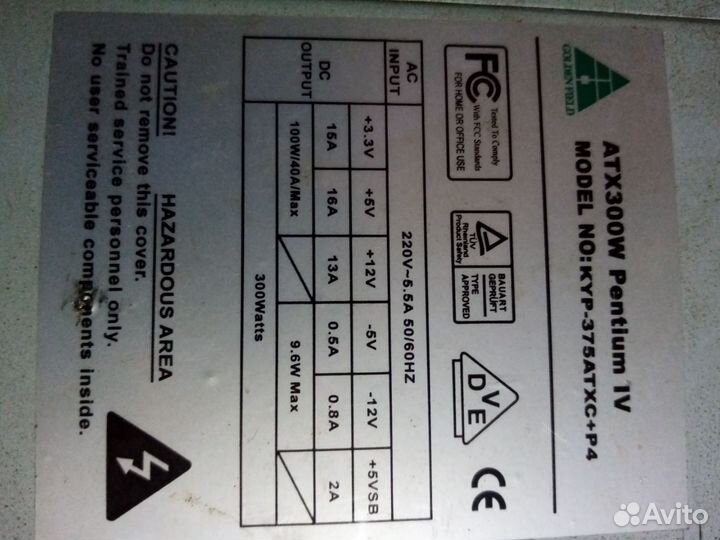 GOLDEN FIELD
ATX300W Pentium 1V
MODEL NO:KYP-375ATXC+P4
FC
Tested To Comply
With FCC Standards
FOR HOME OR OFFICE USE
TÜV
Rheinland
Product Safety
BAUART
GEPRÜFT
TYPE
APPROVED
VDE
CE
AC INPUT 220V~5.5A 50/60HZ
DC OUTPUT +3.3V +5V +12V -5V -12V +5VSB
15A 16A 13A 0.5A 0.8A 2A
100W/40A/Max 9.6W Max
300Watts
CAUTION! HAZARDOUS AREA
Do not remove this cover.
Trained service personnel only.
No user serviceable components inside.
Avito